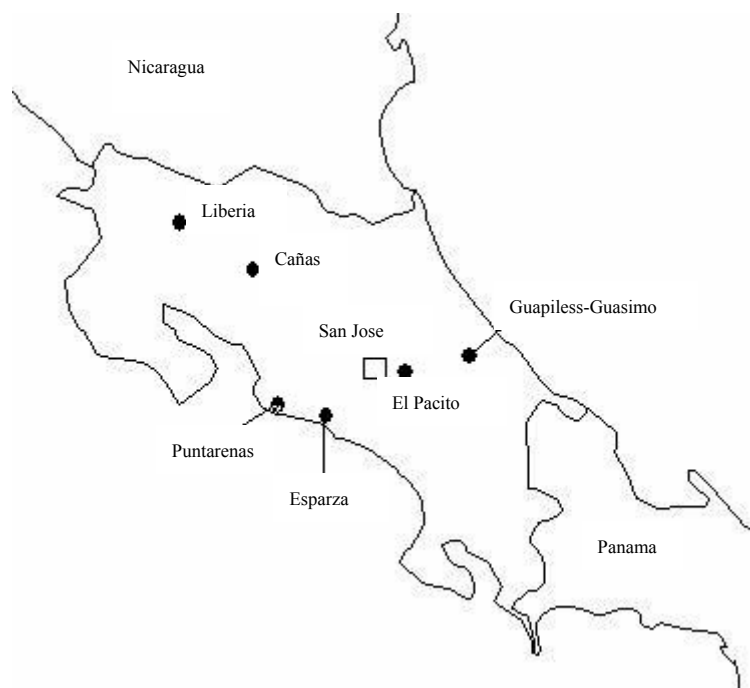 Nicaragua
Liberia
Cañas
Guapiless-Guasimo
San Jose
El Pacito
Puntarenas
Esparza
Panama